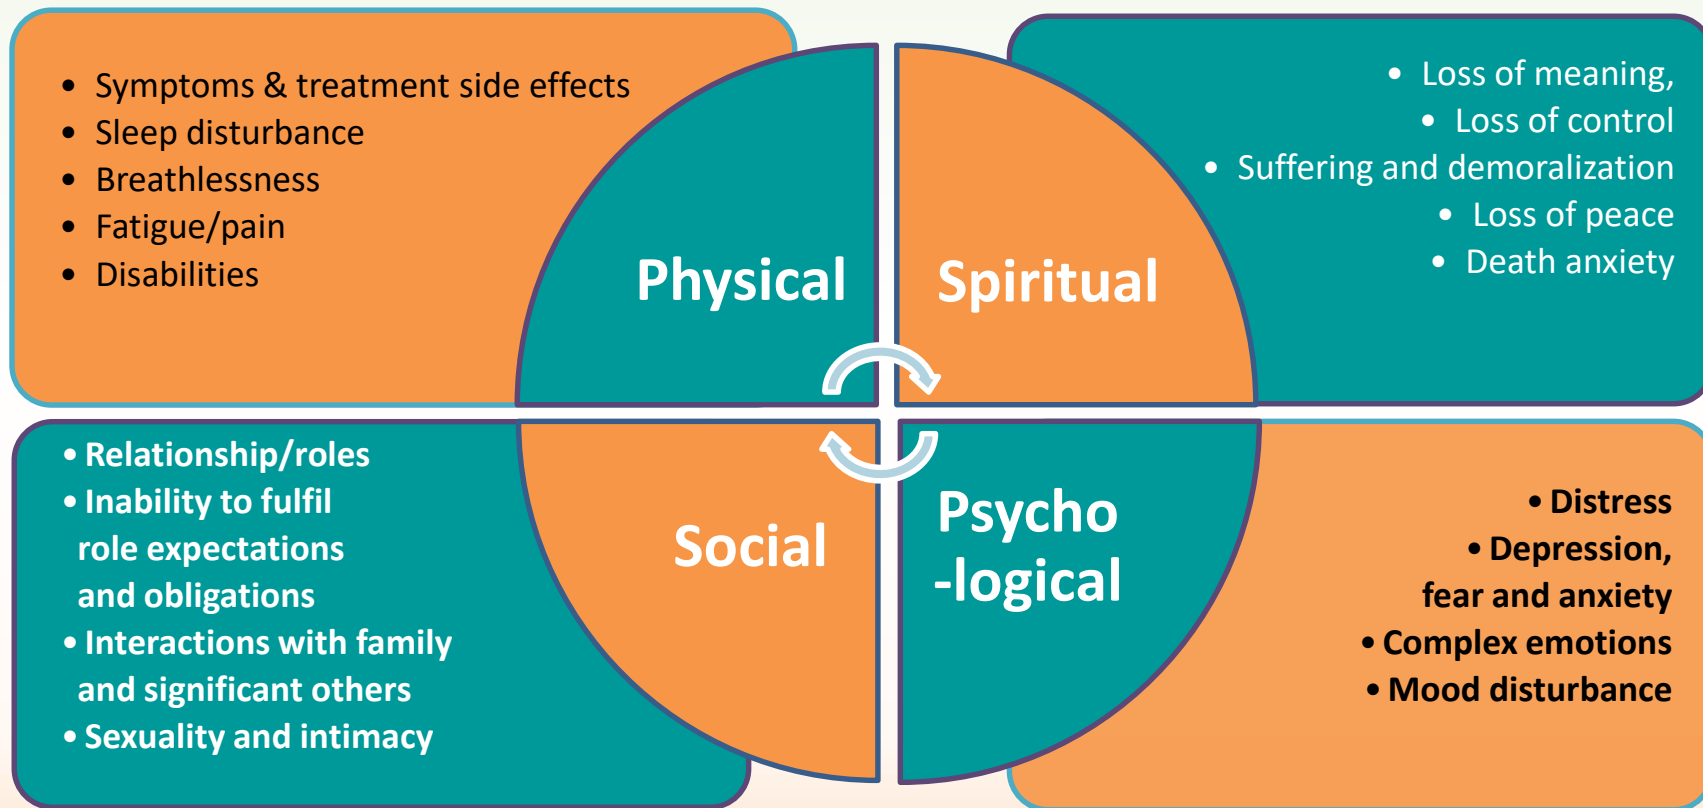 • Symptoms & treatment side effects
• Sleep disturbance
• Breathlessness
• Fatigue/pain
• Disabilities
Physical
Spiritual
• Loss of meaning,
• Loss of control
• Suffering and demoralization
• Loss of peace
• Death anxiety
• Relationship/roles
• Inability to fulfil
role expectations
and obligations
• Interactions with family
and significant others
• Sexuality and intimacy
Social
Psycho
-logical
• Distress
• Depression,
fear and anxiety
• Complex emotions
• Mood disturbance